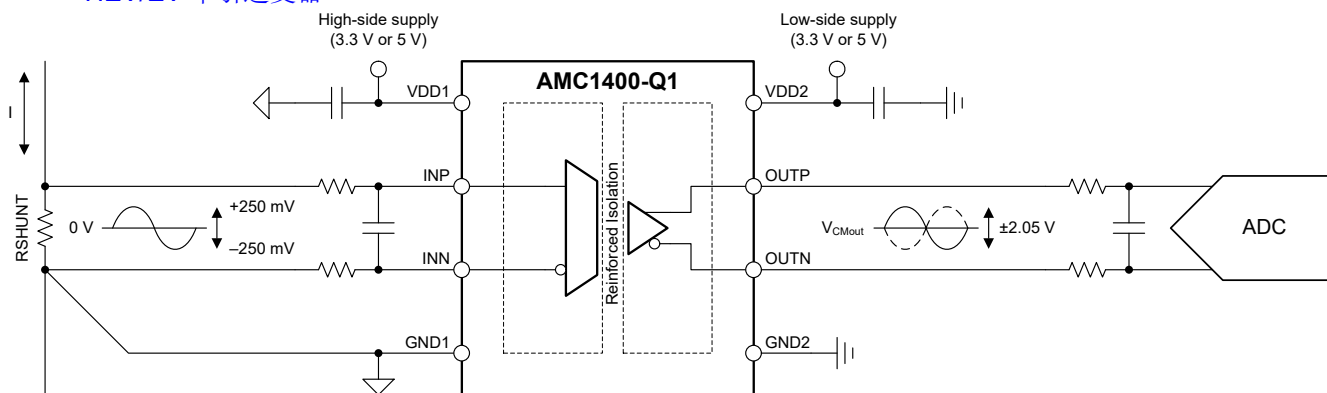 High-side supply
(3.3 V or 5 V)
Low-side supply
(3.3 V or 5 V)
AMC1400-Q1
VDD1
VDD2
I
INP
OUTP
RSHUNT
0 V
+250 mV
–250 mV
Reinforced Isolation
VCMout
±2.05 V
ADC
INN
OUTN
GND1
GND2